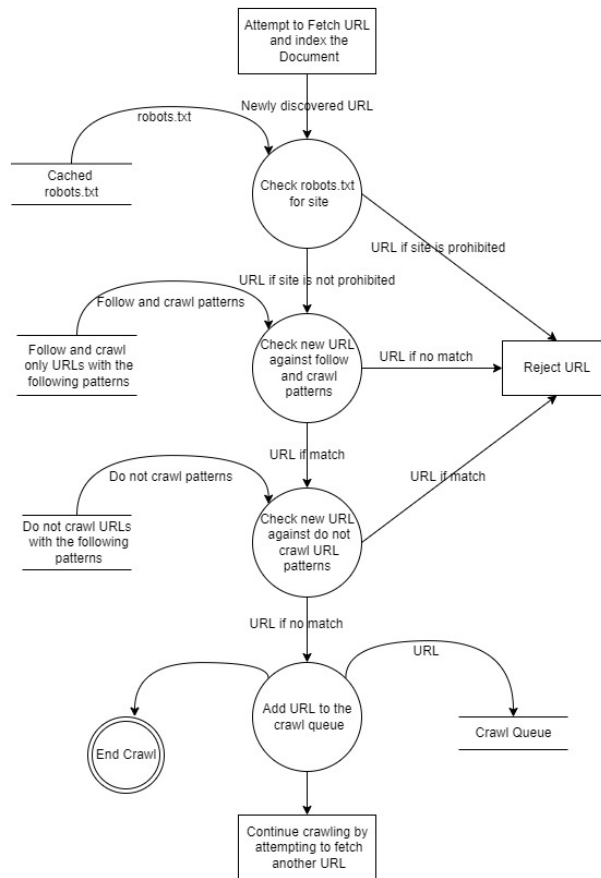 Attempt to Fetch URL
and index the
Document
Newly discovered URL
robots.txt
Cached
robots.txt
Check robots.txt
for site
URL if site is prohibited
URL if site is not prohibited
Follow and crawl patterns
Follow and crawl
only URLs with the
following patterns
Check new URL
against follow
and crawl
patterns
URL if no match
Reject URL
URL if match
URL if match
Do not crawl patterns
Do not crawl URLs
with the following
patterns
Check new URL
against do not
crawl URL
patterns
URL if no match
URL
Add URL to the
crawl queue
End Crawl
Crawl Queue
Continue crawling by
attempting to fetch
another URL